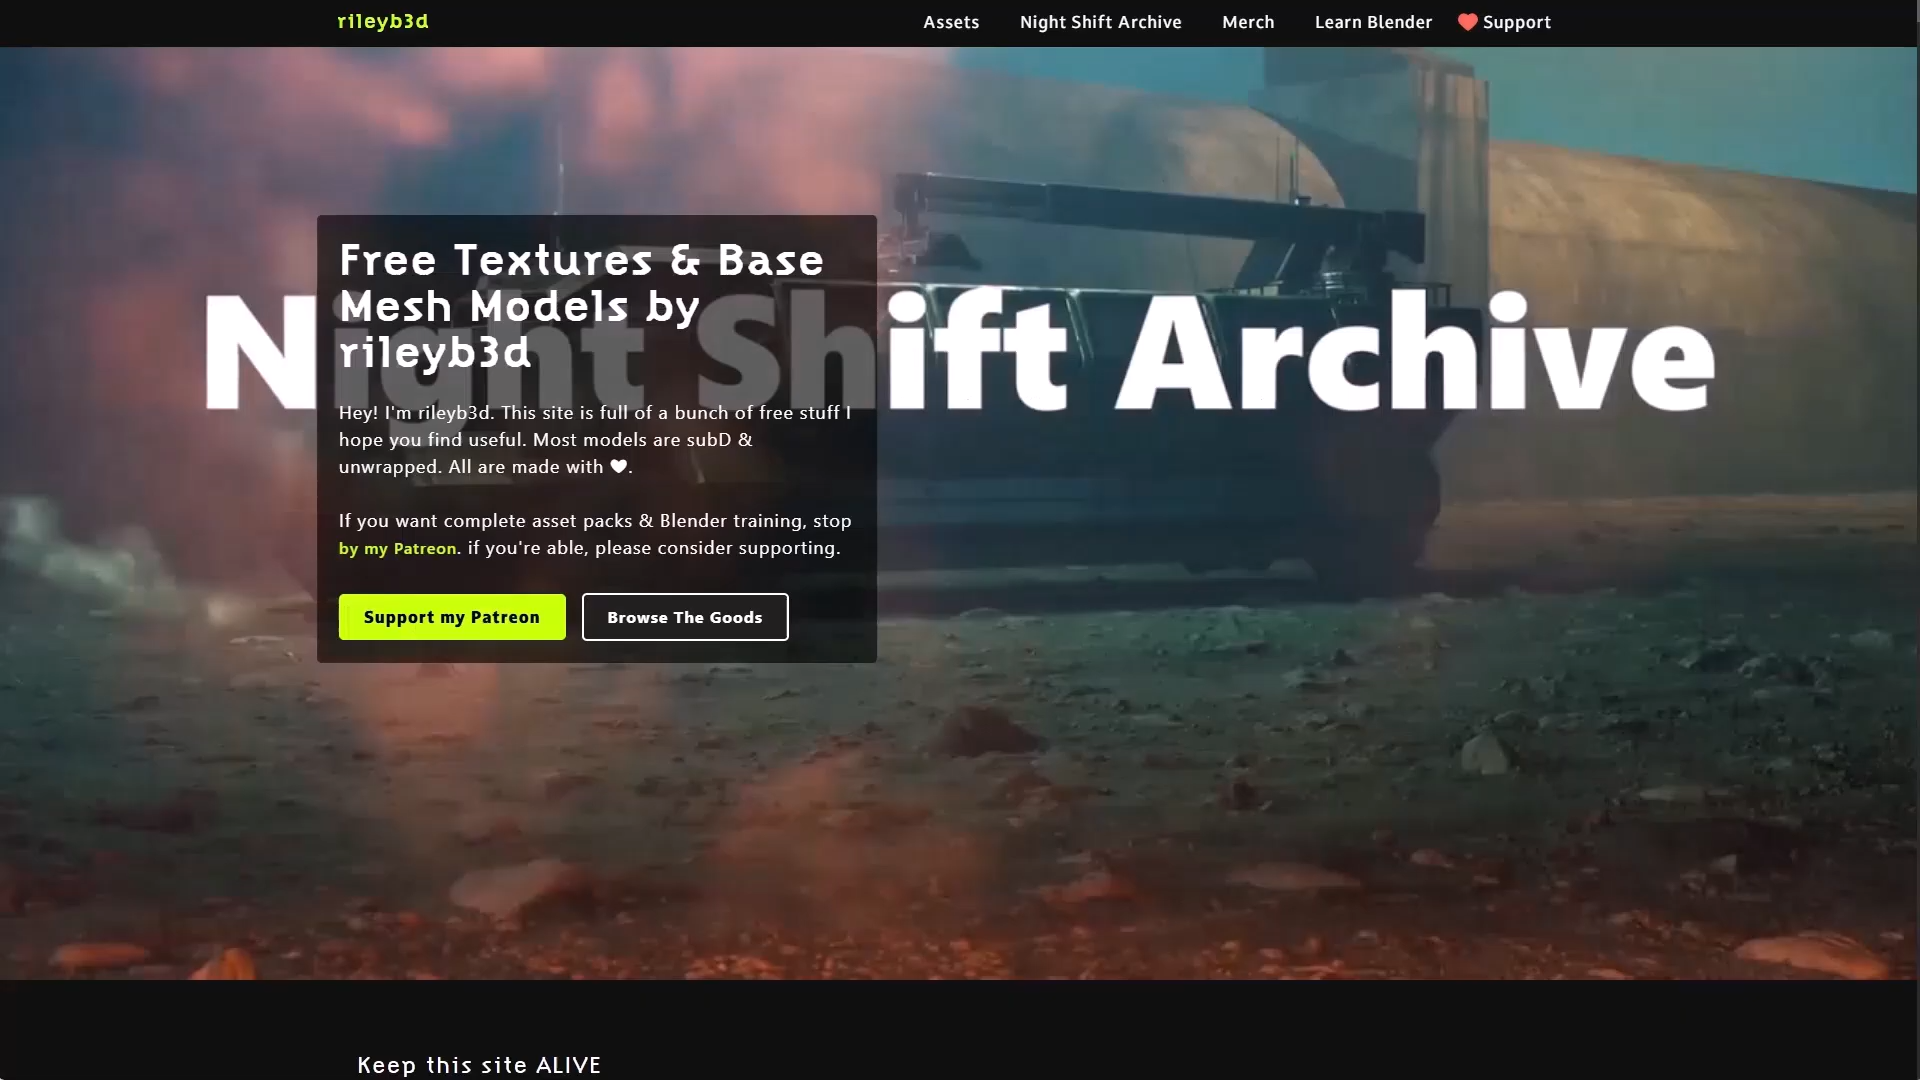 rileyb3d
Assets
Night Shift Archive
Merch
Learn Blender
Support
Night Shift Archive
Free Textures & Base
Mesh Models by
rileyb3d
Hey! I'm rileyb3d. This site is full of a bunch of free stuff I
hope you find useful. Most models are subD &
unwrapped. All are made with 🖤.
If you want complete asset packs & Blender training, stop
by my Patreon. if you're able, please consider supporting.
Support my Patreon
Browse The Goods
Keep this site ALIVE